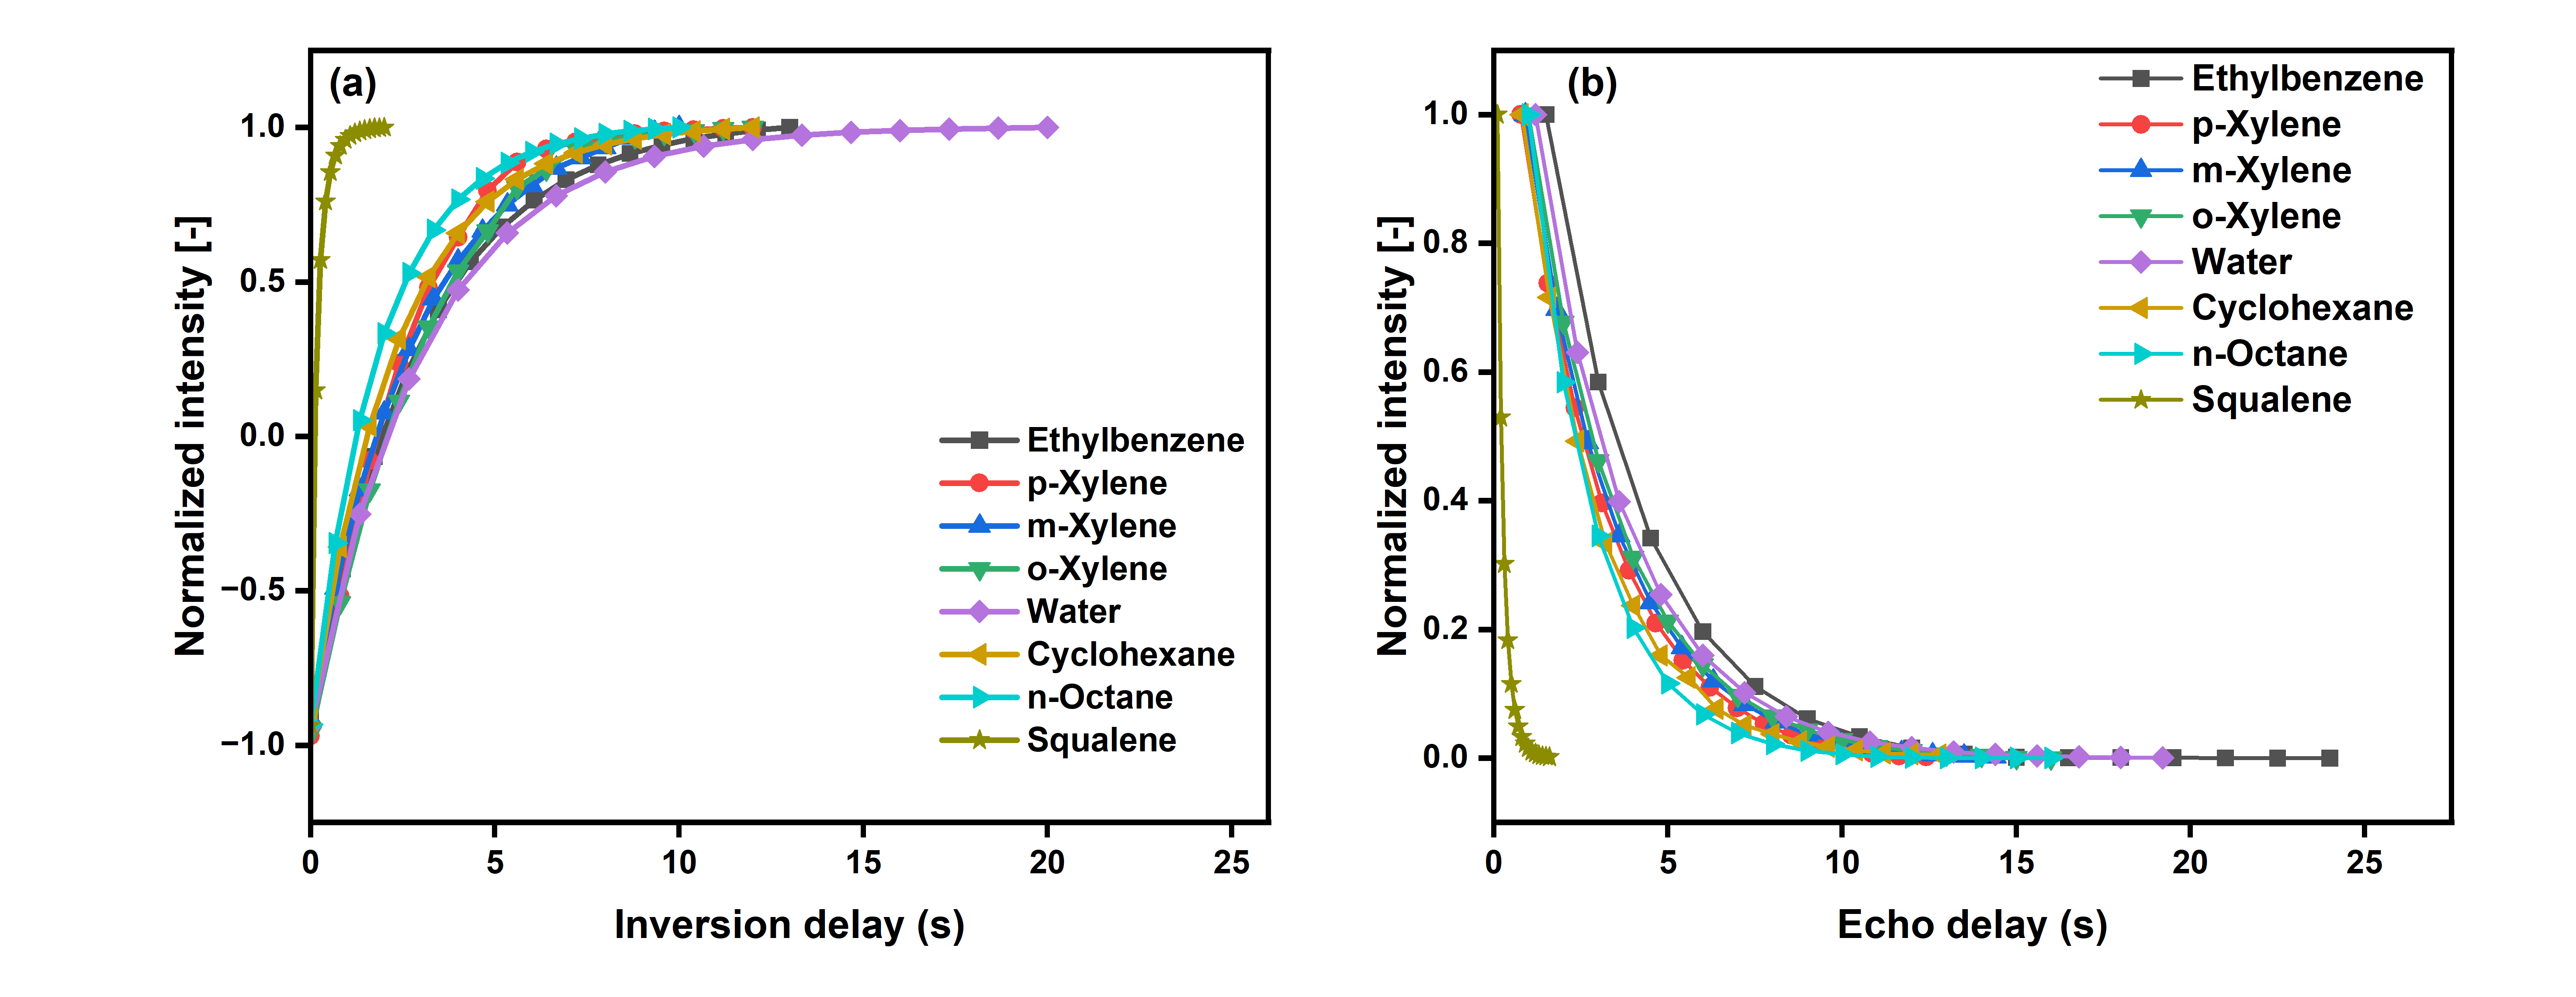 (a)
Normalized intensity [-]
1.0
0.5
0.0
−0.5
−1.0
Ethylbenzene
p-Xylene
m-Xylene
o-Xylene
Water
Cyclohexane
n-Octane
Squalene
0 5 10 15 20 25
Inversion delay (s)
(b)
Normalized intensity [-]
1.0
0.8
0.6
0.4
0.2
0.0
Ethylbenzene
p-Xylene
m-Xylene
o-Xylene
Water
Cyclohexane
n-Octane
Squalene
0 5 10 15 20 25
Echo delay (s)